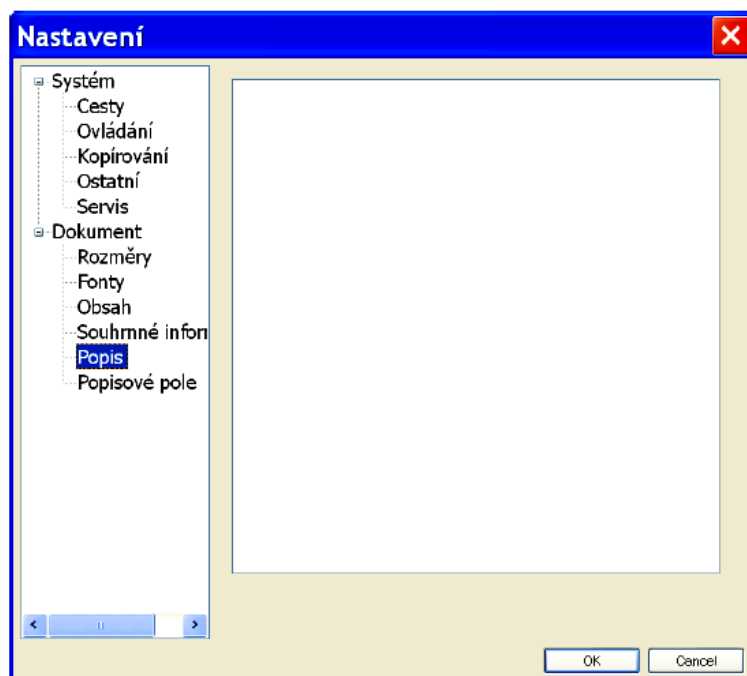 Nastavení
Systém
Cesty
Ovládání
Kopírování
Ostatní
Servis
Dokument
Rozměry
Fonty
Obsah
Souhrnné infor
Popis
Popisové pole
OK
Cancel